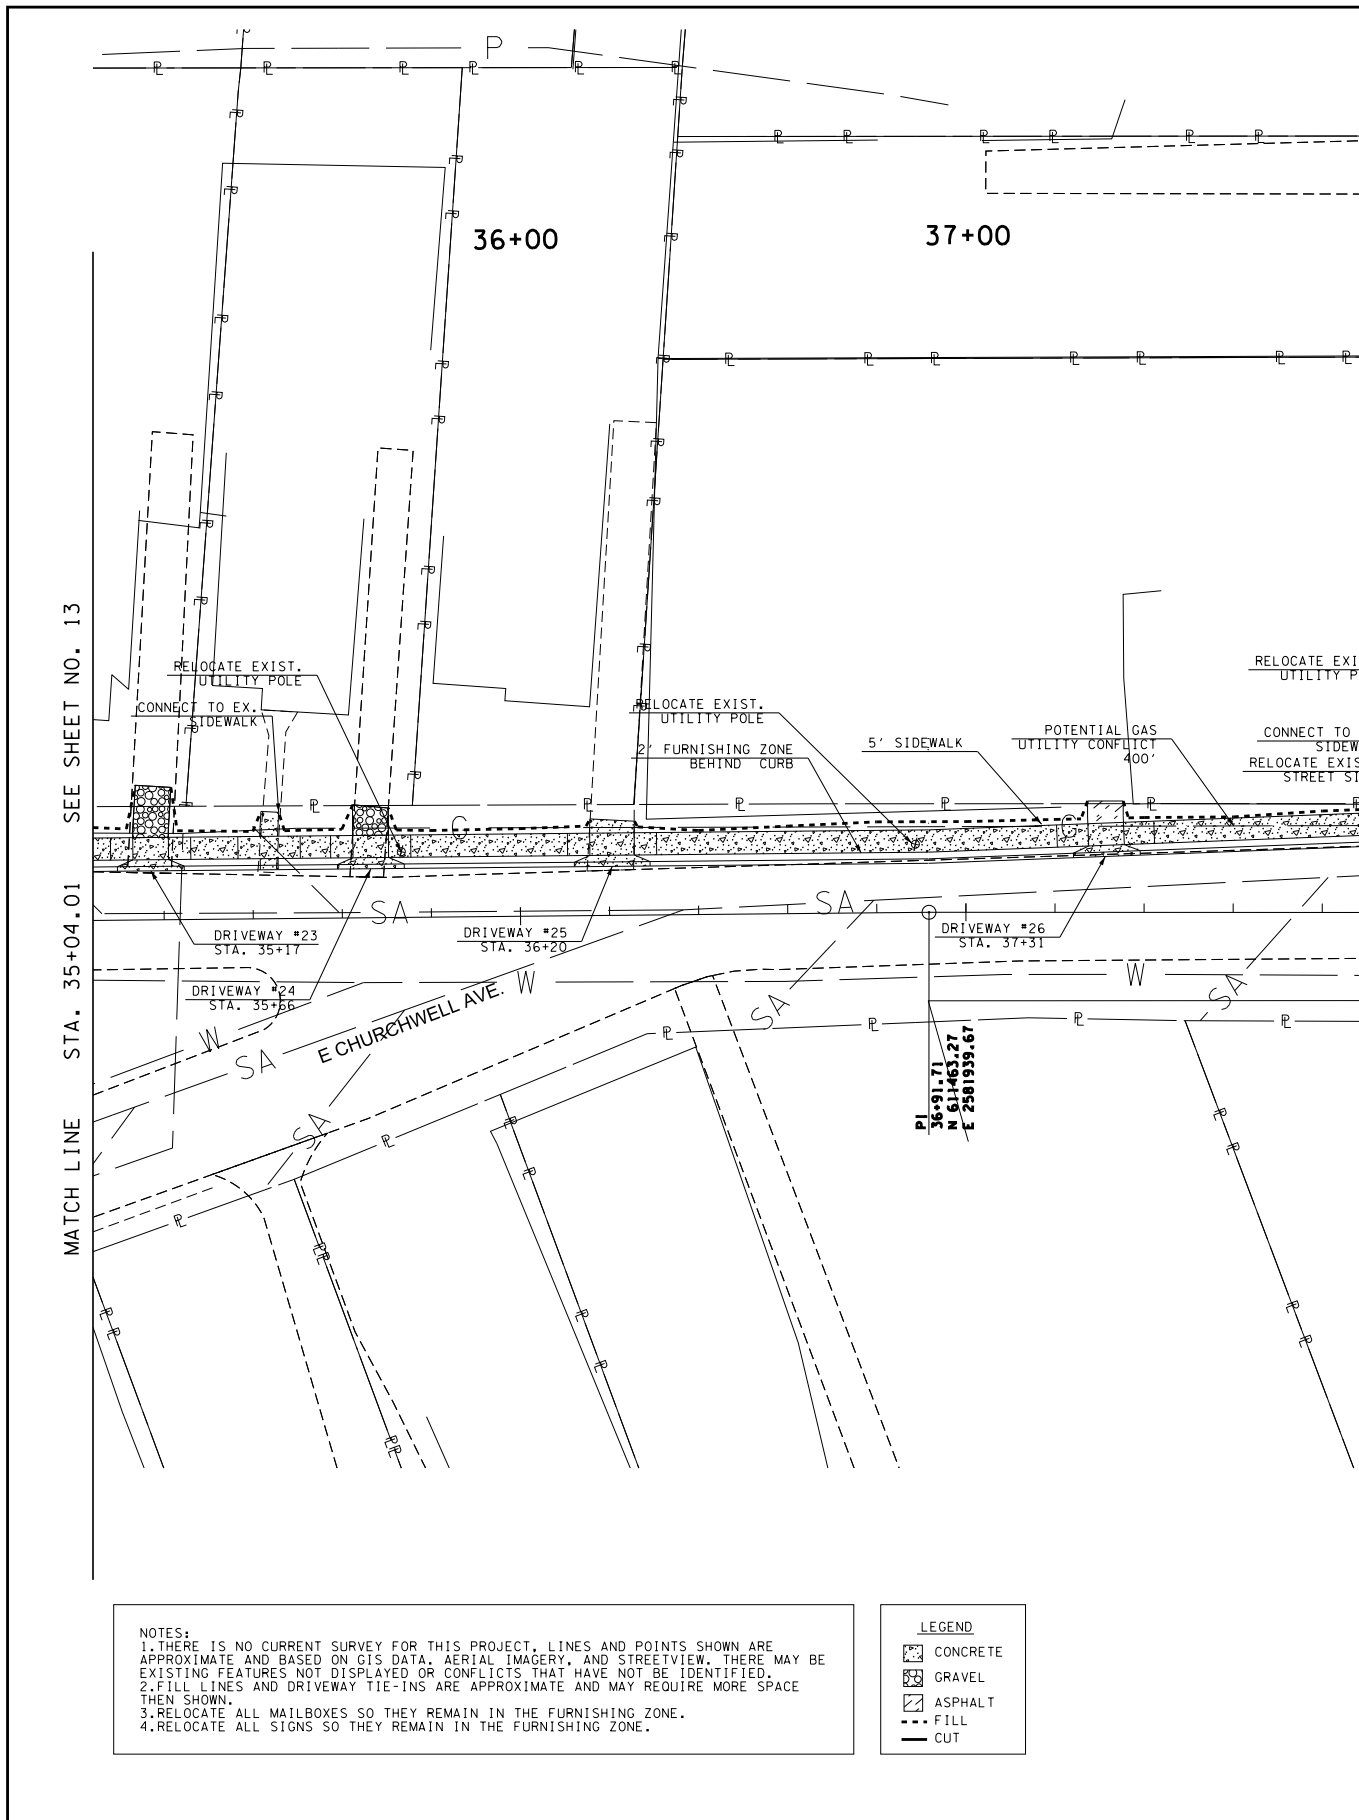 P
36+00
37+00
MATCH LINE STA. 35+04.01 SEE SHEET NO. 13
RELOCATE EXIST.
UTILITY POLE
CONNECT TO EX.
SIDEWALK
RELOCATE EXIST.
UTILITY POLE
2' FURNISHING ZONE
BEHIND CURB
5' SIDEWALK
POTENTIAL GAS
UTILITY CONFLICT
400'
RELOCATE EXI
UTILITY P
CONNECT TO
SIDEW
RELOCATE EXIS
STREET SI
G
G
SA
SA
DRIVEWAY #23
STA. 35+17
DRIVEWAY #25
STA. 36+20
DRIVEWAY #26
STA. 37+31
DRIVEWAY #24
STA. 35+66
W
W
W
SA
SA
SA
SA
E CHURCHWELL AVE.
PI
36+91.71
N 611463.27
E 2581939.67
NOTES:
1.THERE IS NO CURRENT SURVEY FOR THIS PROJECT, LINES AND POINTS SHOWN ARE
APPROXIMATE AND BASED ON GIS DATA, AERIAL IMAGERY, AND STREETVIEW. THERE MAY BE
EXISTING FEATURES NOT DISPLAYED OR CONFLICTS THAT HAVE NOT BE IDENTIFIED.
2.FILL LINES AND DRIVEWAY TIE-INS ARE APPROXIMATE AND MAY REQUIRE MORE SPACE
THEN SHOWN.
3.RELOCATE ALL MAILBOXES SO THEY REMAIN IN THE FURNISHING ZONE.
4.RELOCATE ALL SIGNS SO THEY REMAIN IN THE FURNISHING ZONE.
LEGEND
CONCRETE
GRAVEL
ASPHALT
FILL
CUT